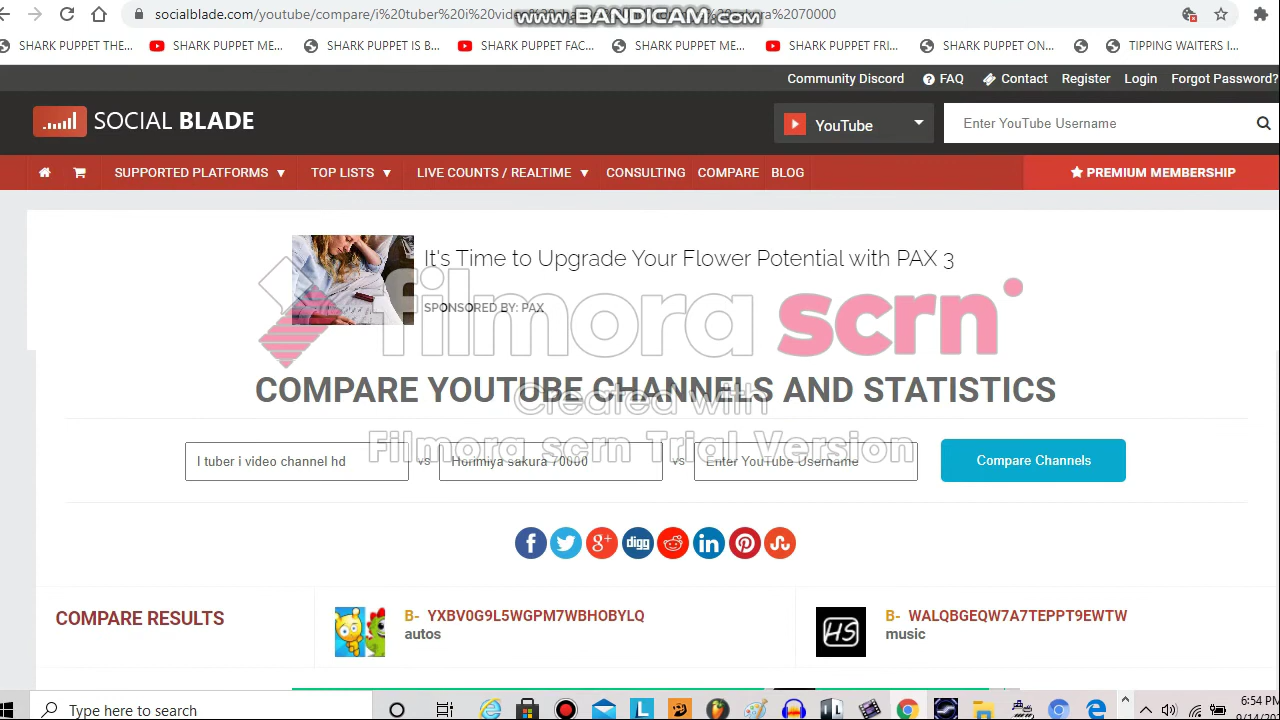 socialblade.com/youtube/compare/i%20tuber%20i%20video
www.BANDICAM.com
2070000
SHARK PUPPET THE...
SHARK PUPPET ME...
SHARK PUPPET IS B...
SHARK PUPPET FAC...
SHARK PUPPET ME...
SHARK PUPPET FRI...
SHARK PUPPET ON...
TIPPING WAITERS I...
Community Discord
FAQ
Contact
Register
Login
Forgot Password?
SOCIAL BLADE
YouTube
Enter YouTube Username
SUPPORTED PLATFORMS
TOP LISTS
LIVE COUNTS / REALTIME
CONSULTING
COMPARE
BLOG
PREMIUM MEMBERSHIP
It's Time to Upgrade Your Flower Potential with PAX 3
SPONSORED BY: PAX
filmora scrn
COMPARE YOUTUBE CHANNELS AND STATISTICS
Created with
Filmora scrn Trial Version
I tuber i video channel hd
vs
Horimiya sakura 70000
vs
Enter YouTube Username
Compare Channels
digg
COMPARE RESULTS
B- YXBV0G9L5WGPM7WBHOBYLQ
autos
HS
B- WALQBGEQW7A7TEPPT9EWTW
music
Type here to search
6:54 PM